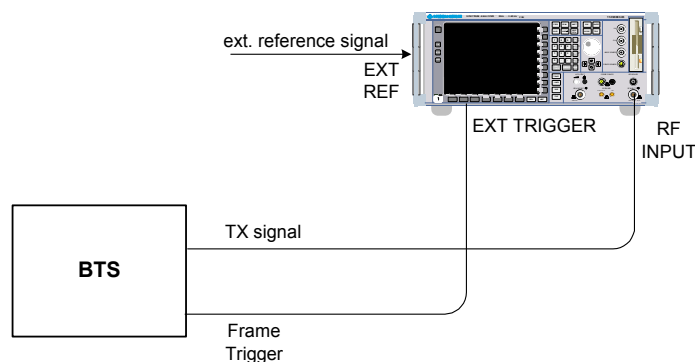 ext. reference signal
EXT
REF
EXT TRIGGER
RF
INPUT
TX signal
BTS
Frame
Trigger